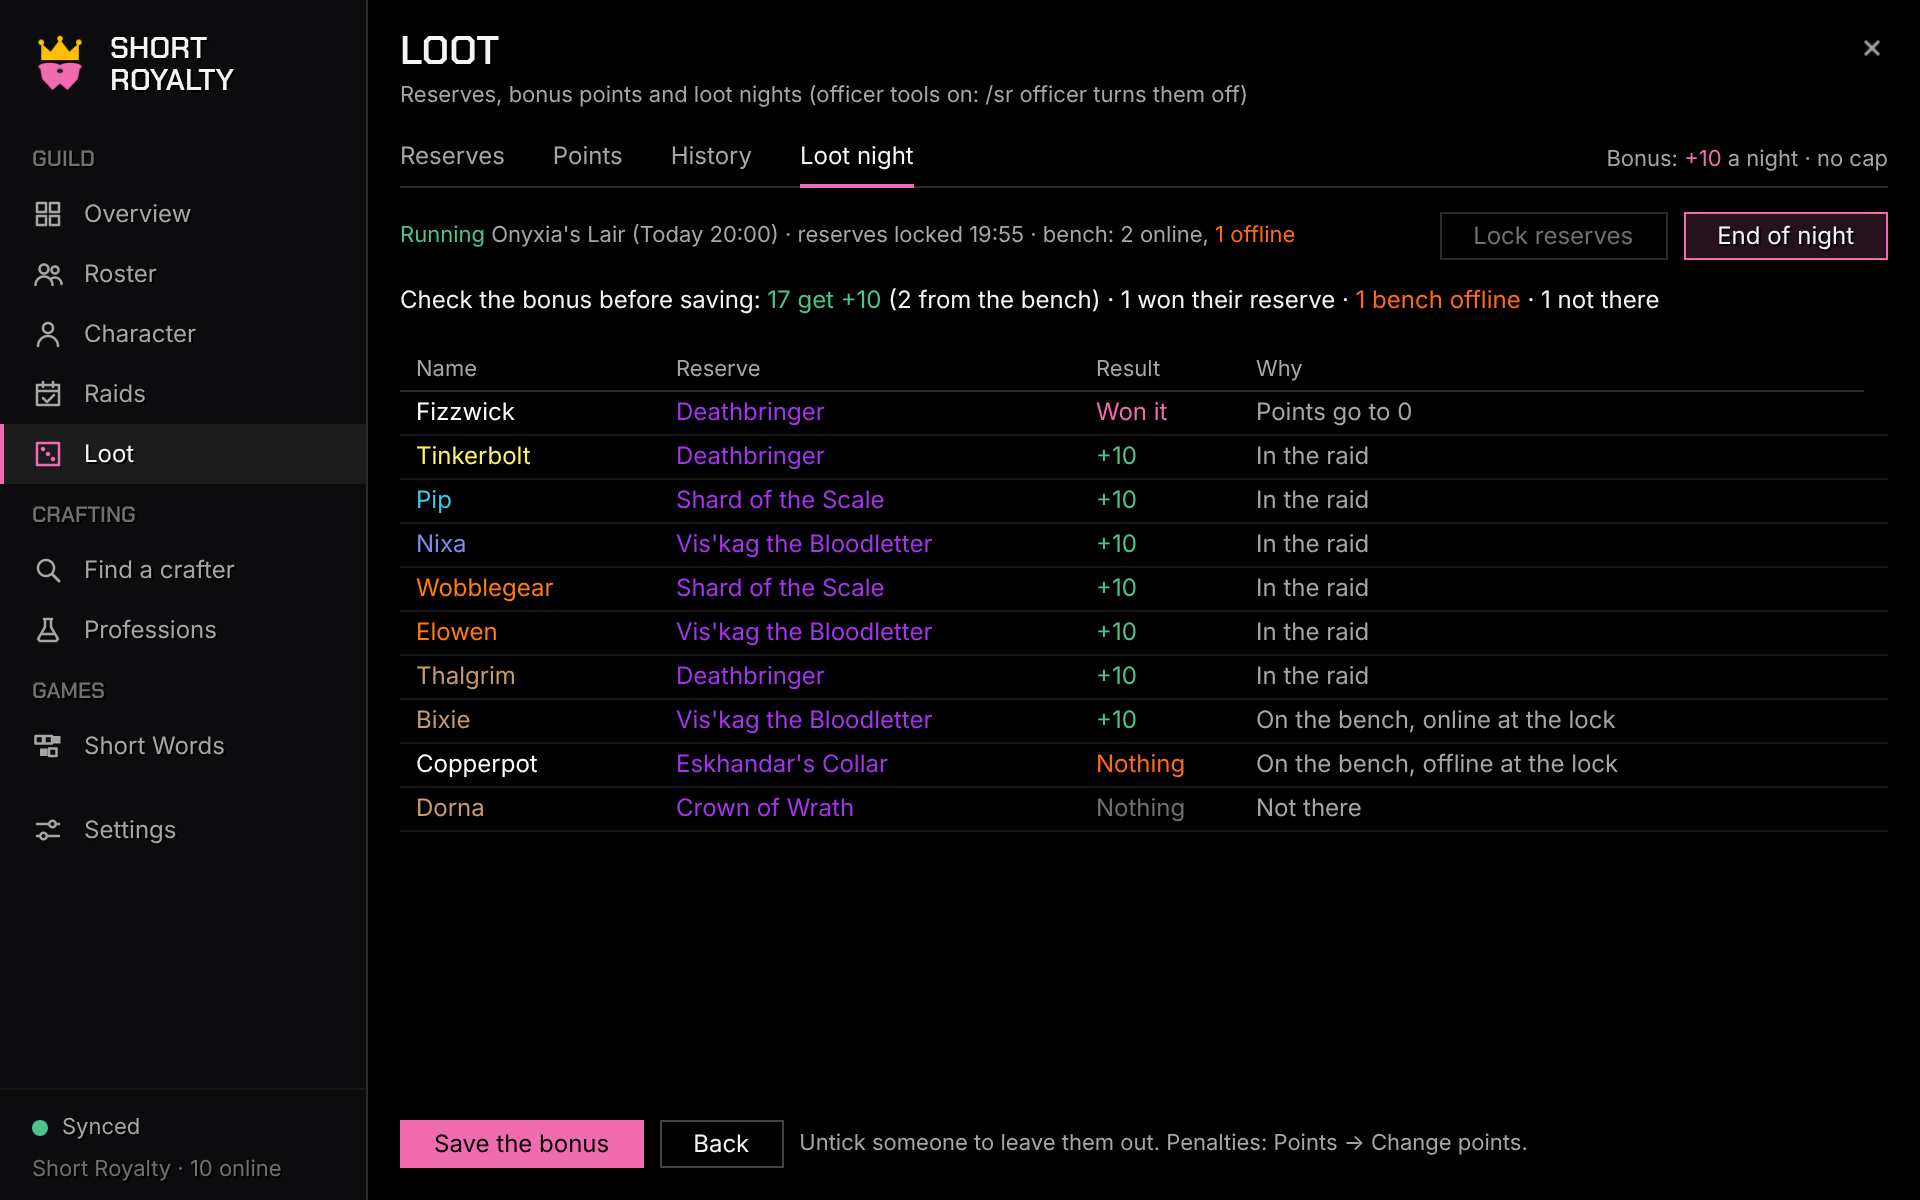 SHORT
ROYALTY
GUILD
Overview
Roster
Character
Raids
Loot
CRAFTING
Find a crafter
Professions
GAMES
Short Words
Settings
Synced
Short Royalty · 10 online
LOOT
Reserves, bonus points and loot nights (officer tools on: /sr officer turns them off)
Reserves Points History Loot night
Bonus: +10 a night · no cap
Running Onyxia's Lair (Today 20:00) · reserves locked 19:55 · bench: 2 online, 1 offline
Lock reserves
End of night
Check the bonus before saving: 17 get +10 (2 from the bench) · 1 won their reserve · 1 bench offline · 1 not there
Name Reserve Result Why
Fizzwick Deathbringer Won it Points go to 0
Tinkerbolt Deathbringer +10 In the raid
Pip Shard of the Scale +10 In the raid
Nixa Vis'kag the Bloodletter +10 In the raid
Wobblegear Shard of the Scale +10 In the raid
Elowen Vis'kag the Bloodletter +10 In the raid
Thalgrim Deathbringer +10 In the raid
Bixie Vis'kag the Bloodletter +10 On the bench, online at the lock
Copperpot Eskhandar's Collar Nothing On the bench, offline at the lock
Dorna Crown of Wrath Nothing Not there
Save the bonus
Back
Untick someone to leave them out. Penalties: Points → Change points.